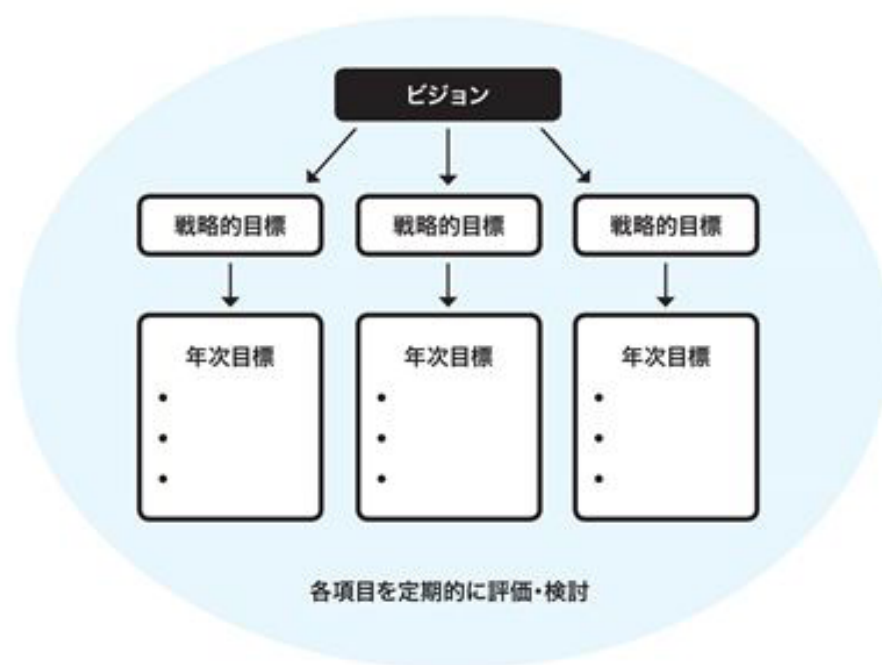 ビジョン
戦略的目標
戦略的目標
戦略的目標
年次目標
•
•
•
年次目標
•
•
•
年次目標
•
•
•
各項目を定期的に評価・検討